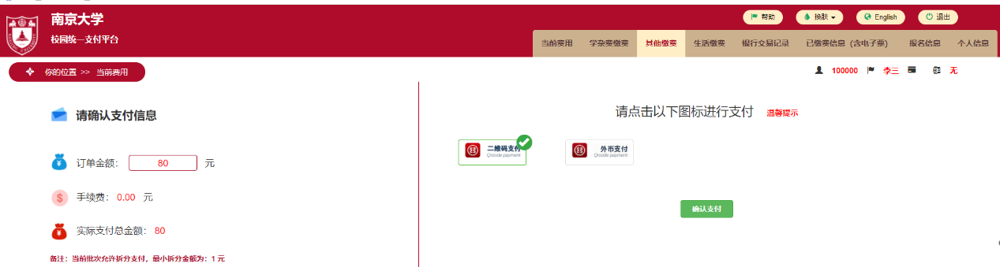 南京大学
校园统一支付平台
帮助 换肤 English 退出
当前费用 学杂费缴费 其他缴费 生活缴费 银行交易记录 已缴费信息 (含电子票) 报名信息 个人信息
你的位置 >> 当前费用
100000 李三 无
请确认支付信息
订单金额: 80 元
手续费: 0.00 元
实际支付总金额: 80
备注: 当前批次允许拆分支付, 最小拆分金额为: 1 元
请点击以下图标进行支付 温馨提示
二维码支付
Qrcode payment
外币支付
Qrcode payment
确认支付